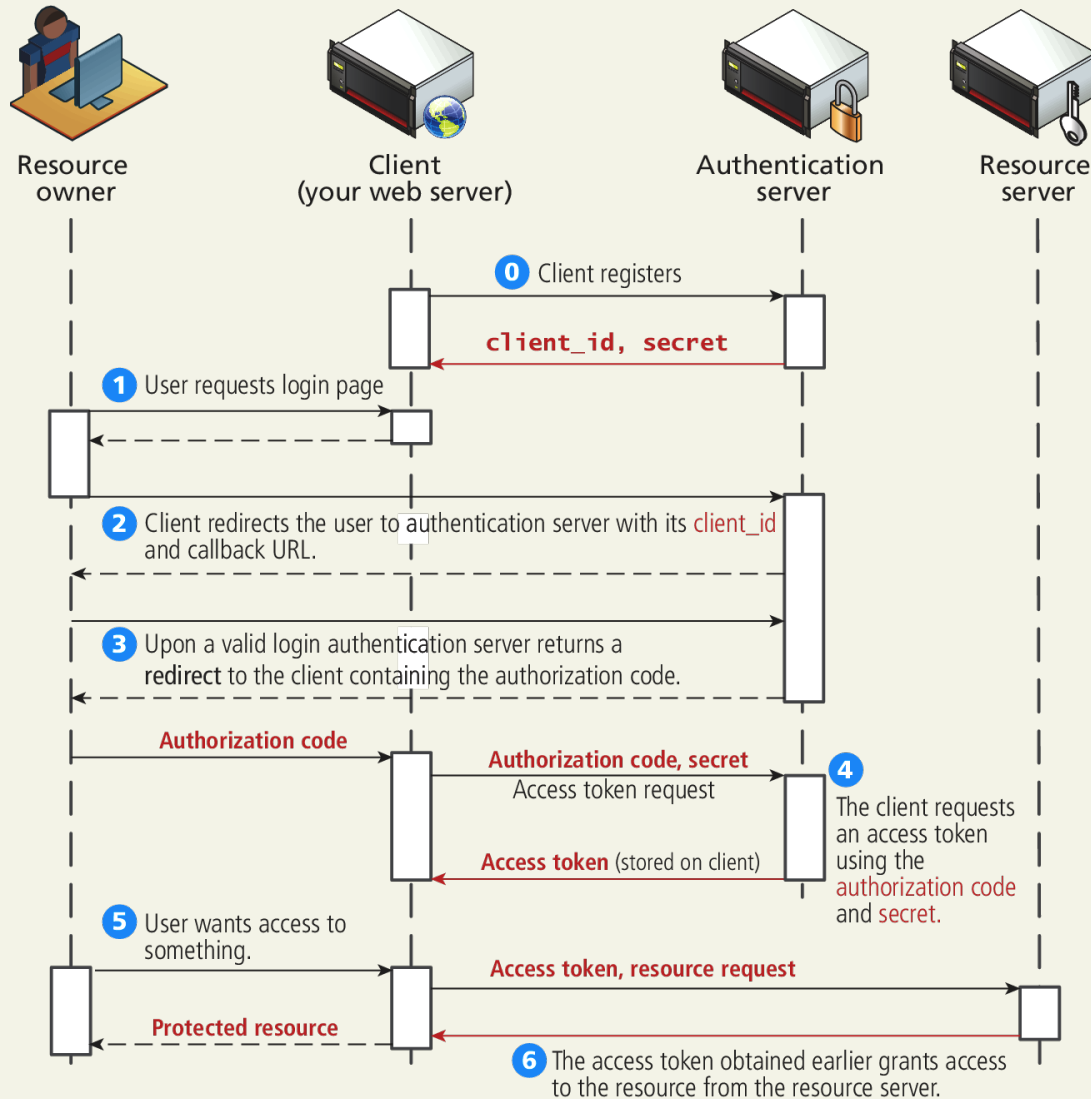 Resource
owner
Client
(your web server)
Authentication
server
Resource
server
0 Client registers
client_id, secret
1 User requests login page
2 Client redirects the user to authentication server with its client_id
and callback URL.
3 Upon a valid login authentication server returns a
redirect to the client containing the authorization code.
Authorization code
Authorization code, secret
Access token request
4
The client requests
an access token
using the
authorization code
and secret.
Access token (stored on client)
5 User wants access to
something.
Access token, resource request
Protected resource
6 The access token obtained earlier grants access
to the resource from the resource server.